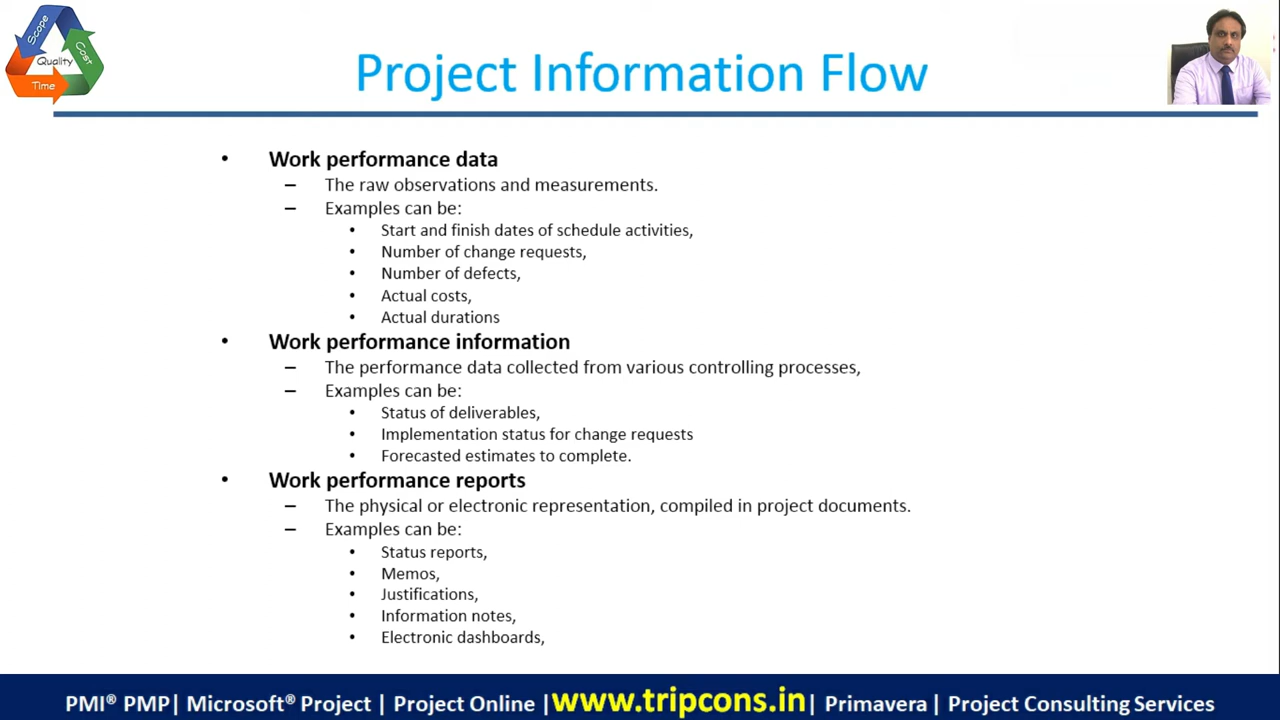 Scope
Cost
Quality
Time
Project Information Flow
• Work performance data
– The raw observations and measurements.
– Examples can be:
• Start and finish dates of schedule activities,
• Number of change requests,
• Number of defects,
• Actual costs,
• Actual durations
• Work performance information
– The performance data collected from various controlling processes,
– Examples can be:
• Status of deliverables,
• Implementation status for change requests
• Forecasted estimates to complete.
• Work performance reports
– The physical or electronic representation, compiled in project documents.
– Examples can be:
• Status reports,
• Memos,
• Justifications,
• Information notes,
• Electronic dashboards,
PMI® PMP| Microsoft® Project | Project Online |www.tripcons.in| Primavera | Project Consulting Services